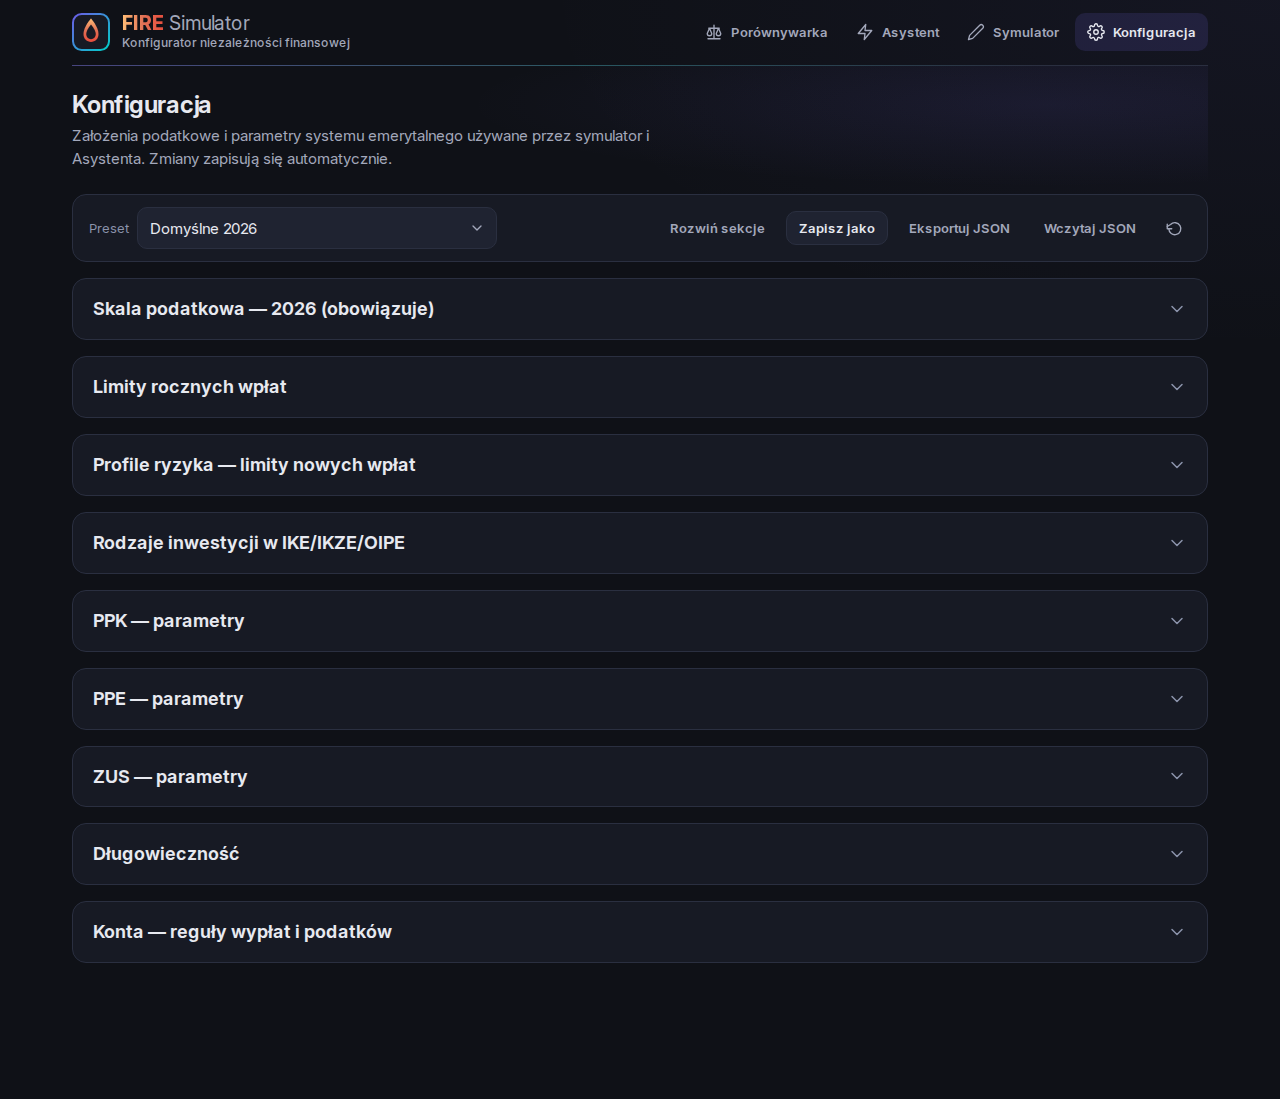 FIRE Simulator
Konfigurator niezależności finansowej
Porównywarka
Asystent
Symulator
Konfiguracja
Konfiguracja
Założenia podatkowe i parametry systemu emerytalnego używane przez symulator i
Asystenta. Zmiany zapisują się automatycznie.
Preset
Domyślne 2026
Rozwiń sekcje
Zapisz jako
Eksportuj JSON
Wczytaj JSON
Skala podatkowa — 2026 (obowiązuje)
Limity rocznych wpłat
Profile ryzyka — limity nowych wpłat
Rodzaje inwestycji w IKE/IKZE/OIPE
PPK — parametry
PPE — parametry
ZUS — parametry
Długowieczność
Konta — reguły wypłat i podatków